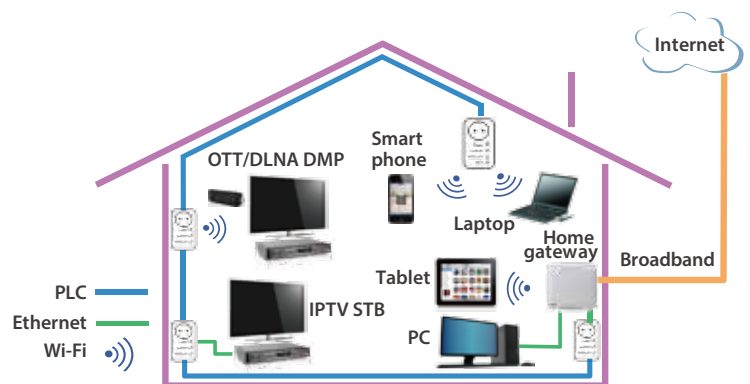 Internet
Smart
phone
OTT/DLNA DMP
Laptop
Home
gateway
Broadband
Tablet
PLC
IPTV STB
Ethernet
PC
Wi-Fi